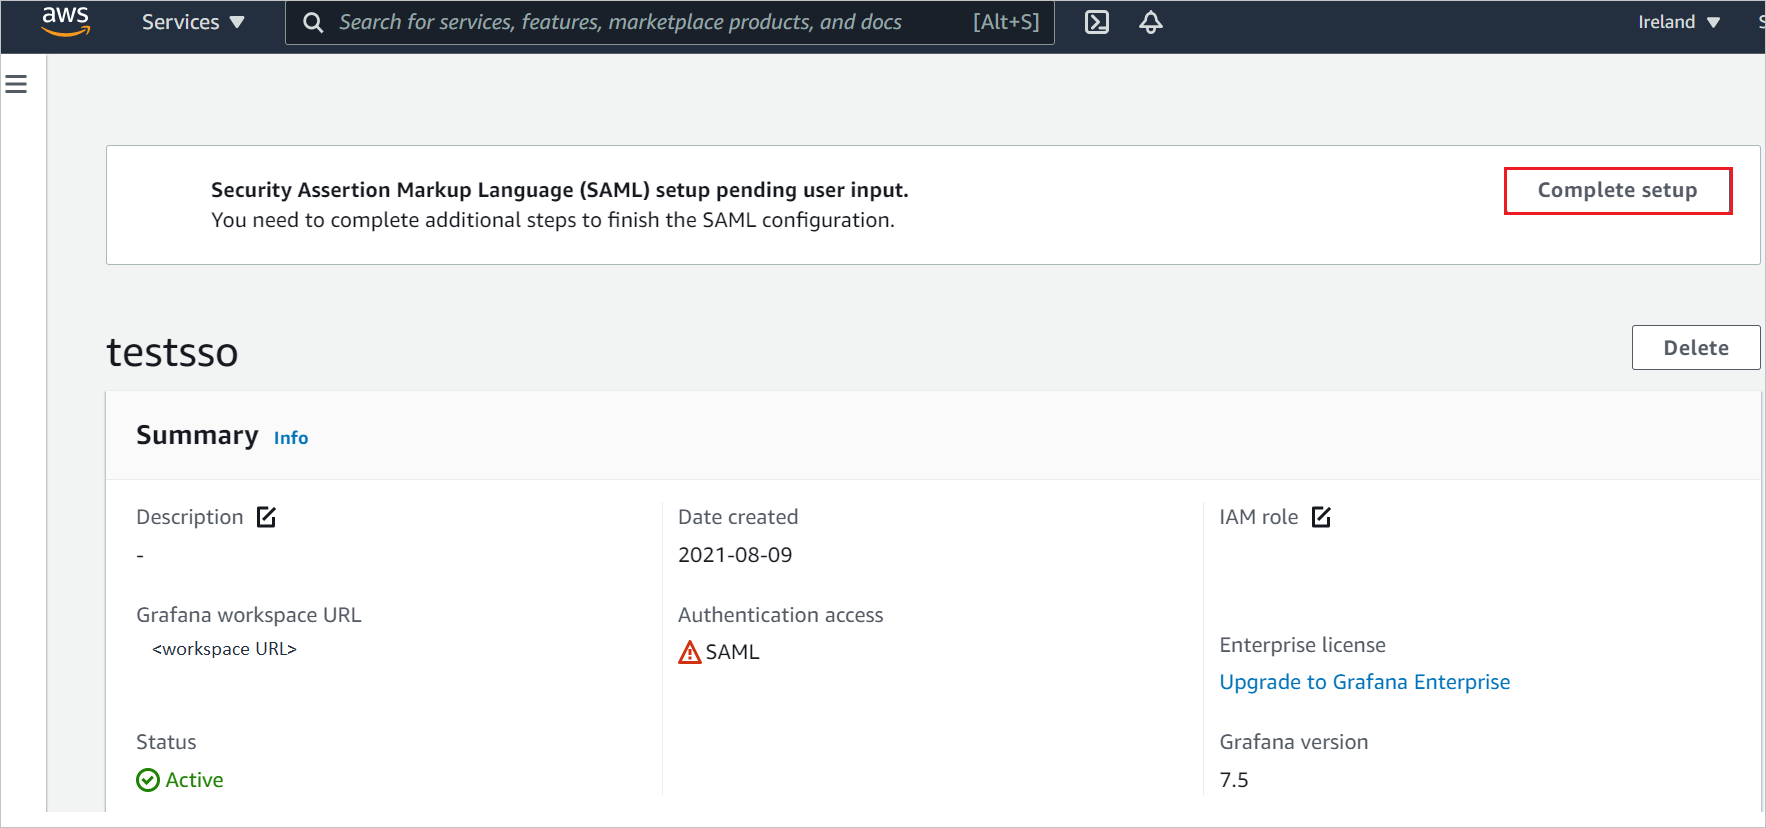 aws Services Search for services, features, marketplace products, and docs [Alt+S] Ireland S
Security Assertion Markup Language (SAML) setup pending user input.
You need to complete additional steps to finish the SAML configuration.
Complete setup
testsso
Delete
Summary Info
Description
-
Grafana workspace URL
<workspace URL>
Status
Active
Date created
2021-08-09
Authentication access
SAML
IAM role
Enterprise license
Upgrade to Grafana Enterprise
Grafana version
7.5